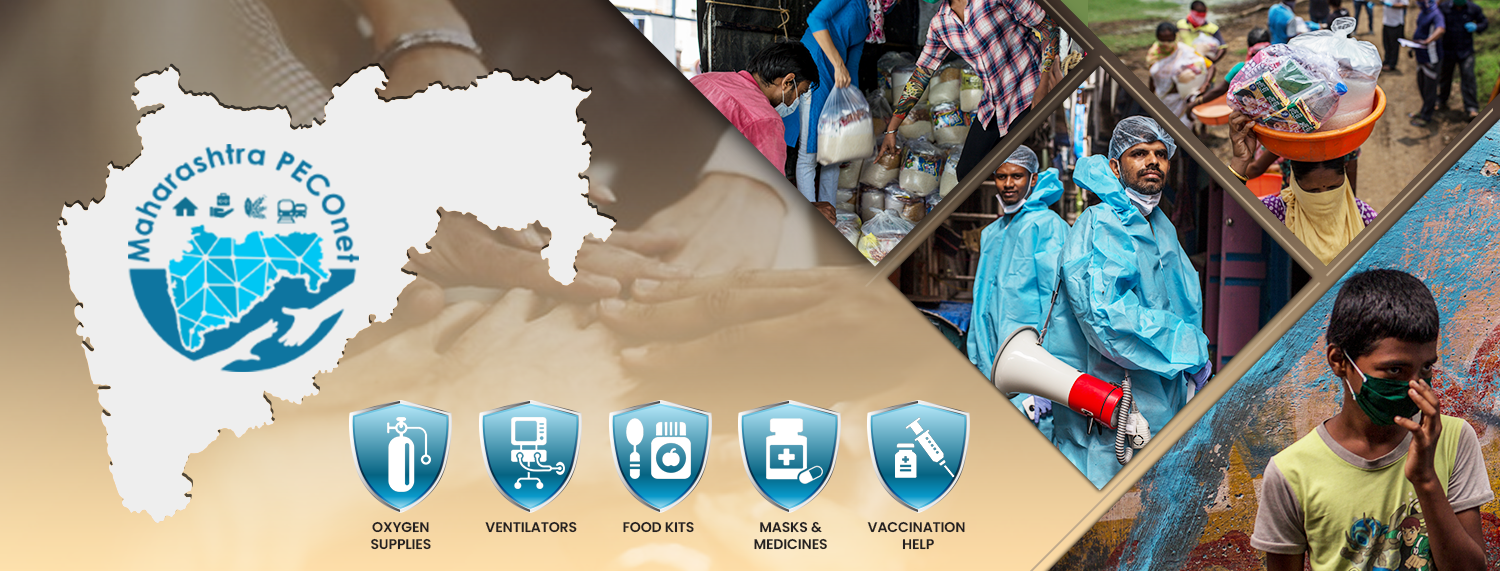 Maharashtra PECOnet
OXYGEN
SUPPLIES
VENTILATORS
FOOD KITS
MASKS &
MEDICINES
VACCINATION
HELP